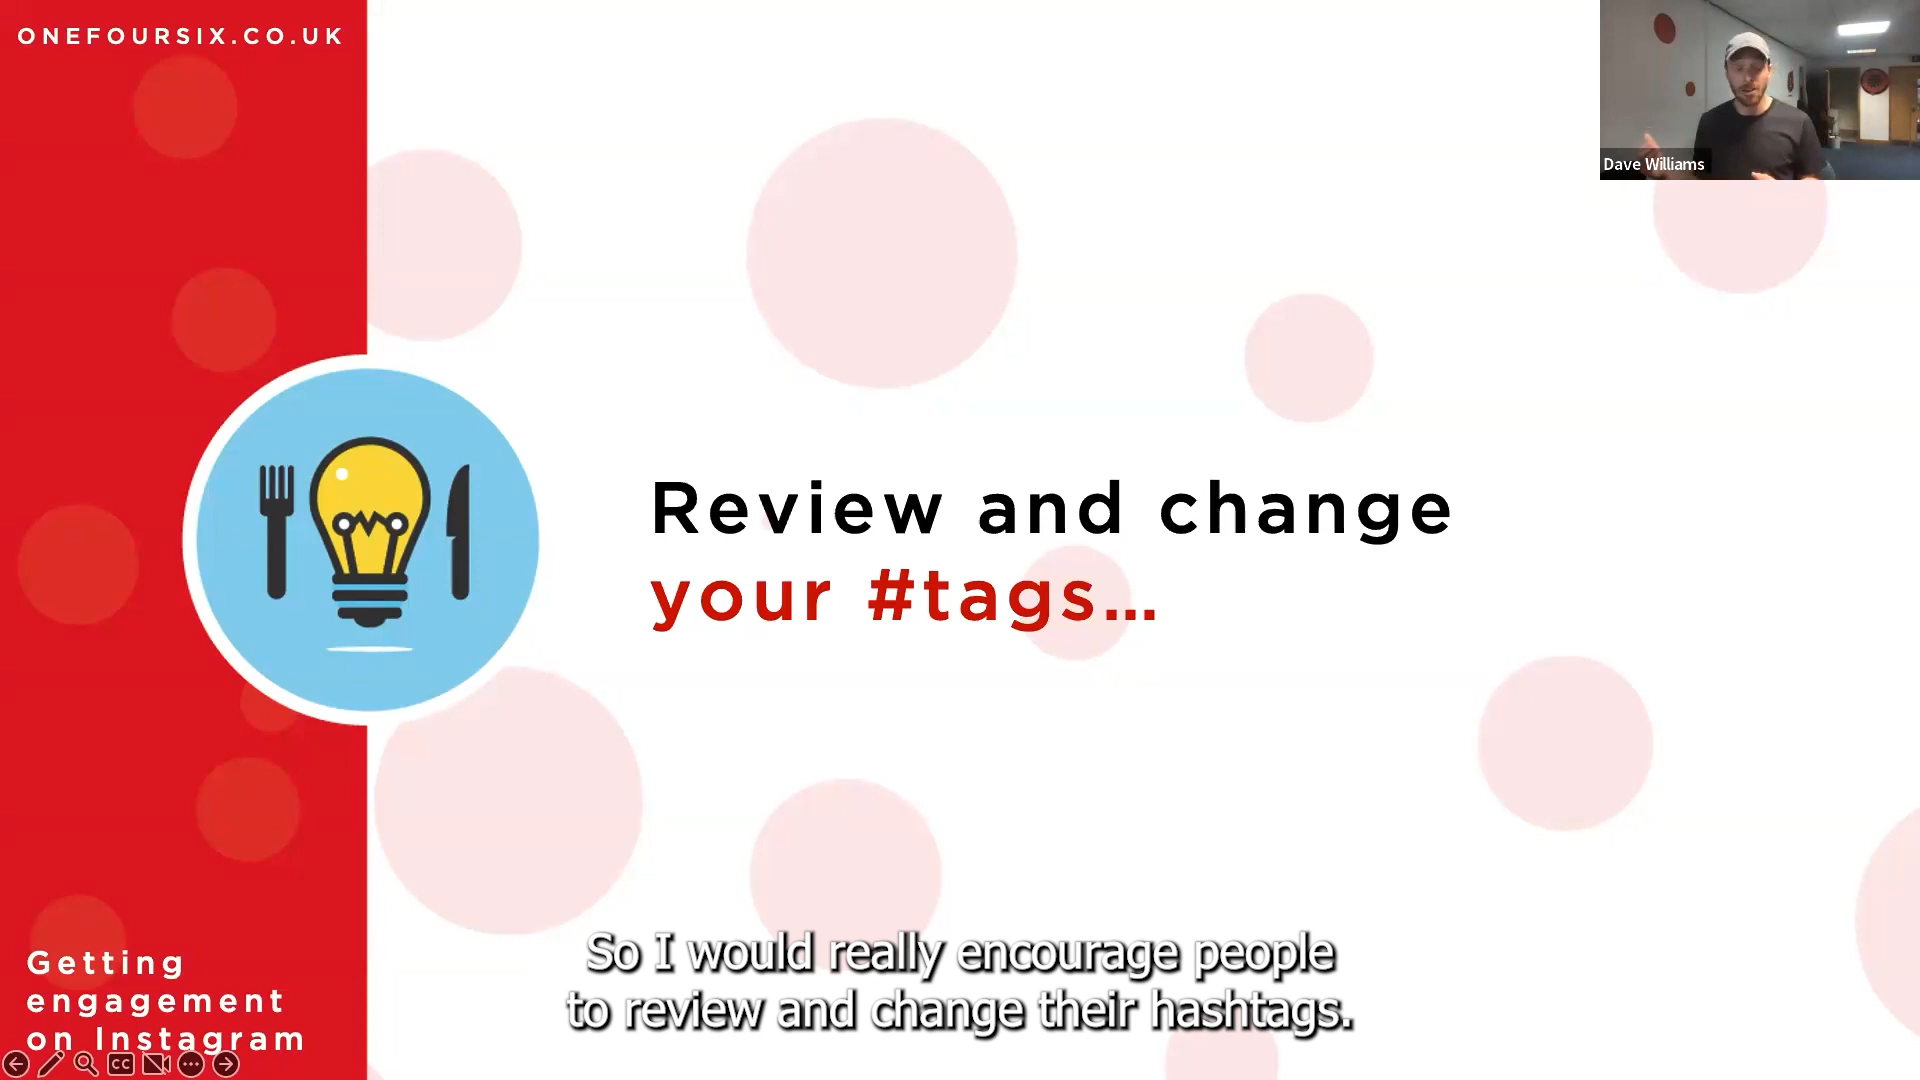 ONEFOURSIX.CO.UK
Dave Williams
Review and change
your #tags...
Getting
engagement
on Instagram
So I would really encourage people
to review and change their hashtags.
CC